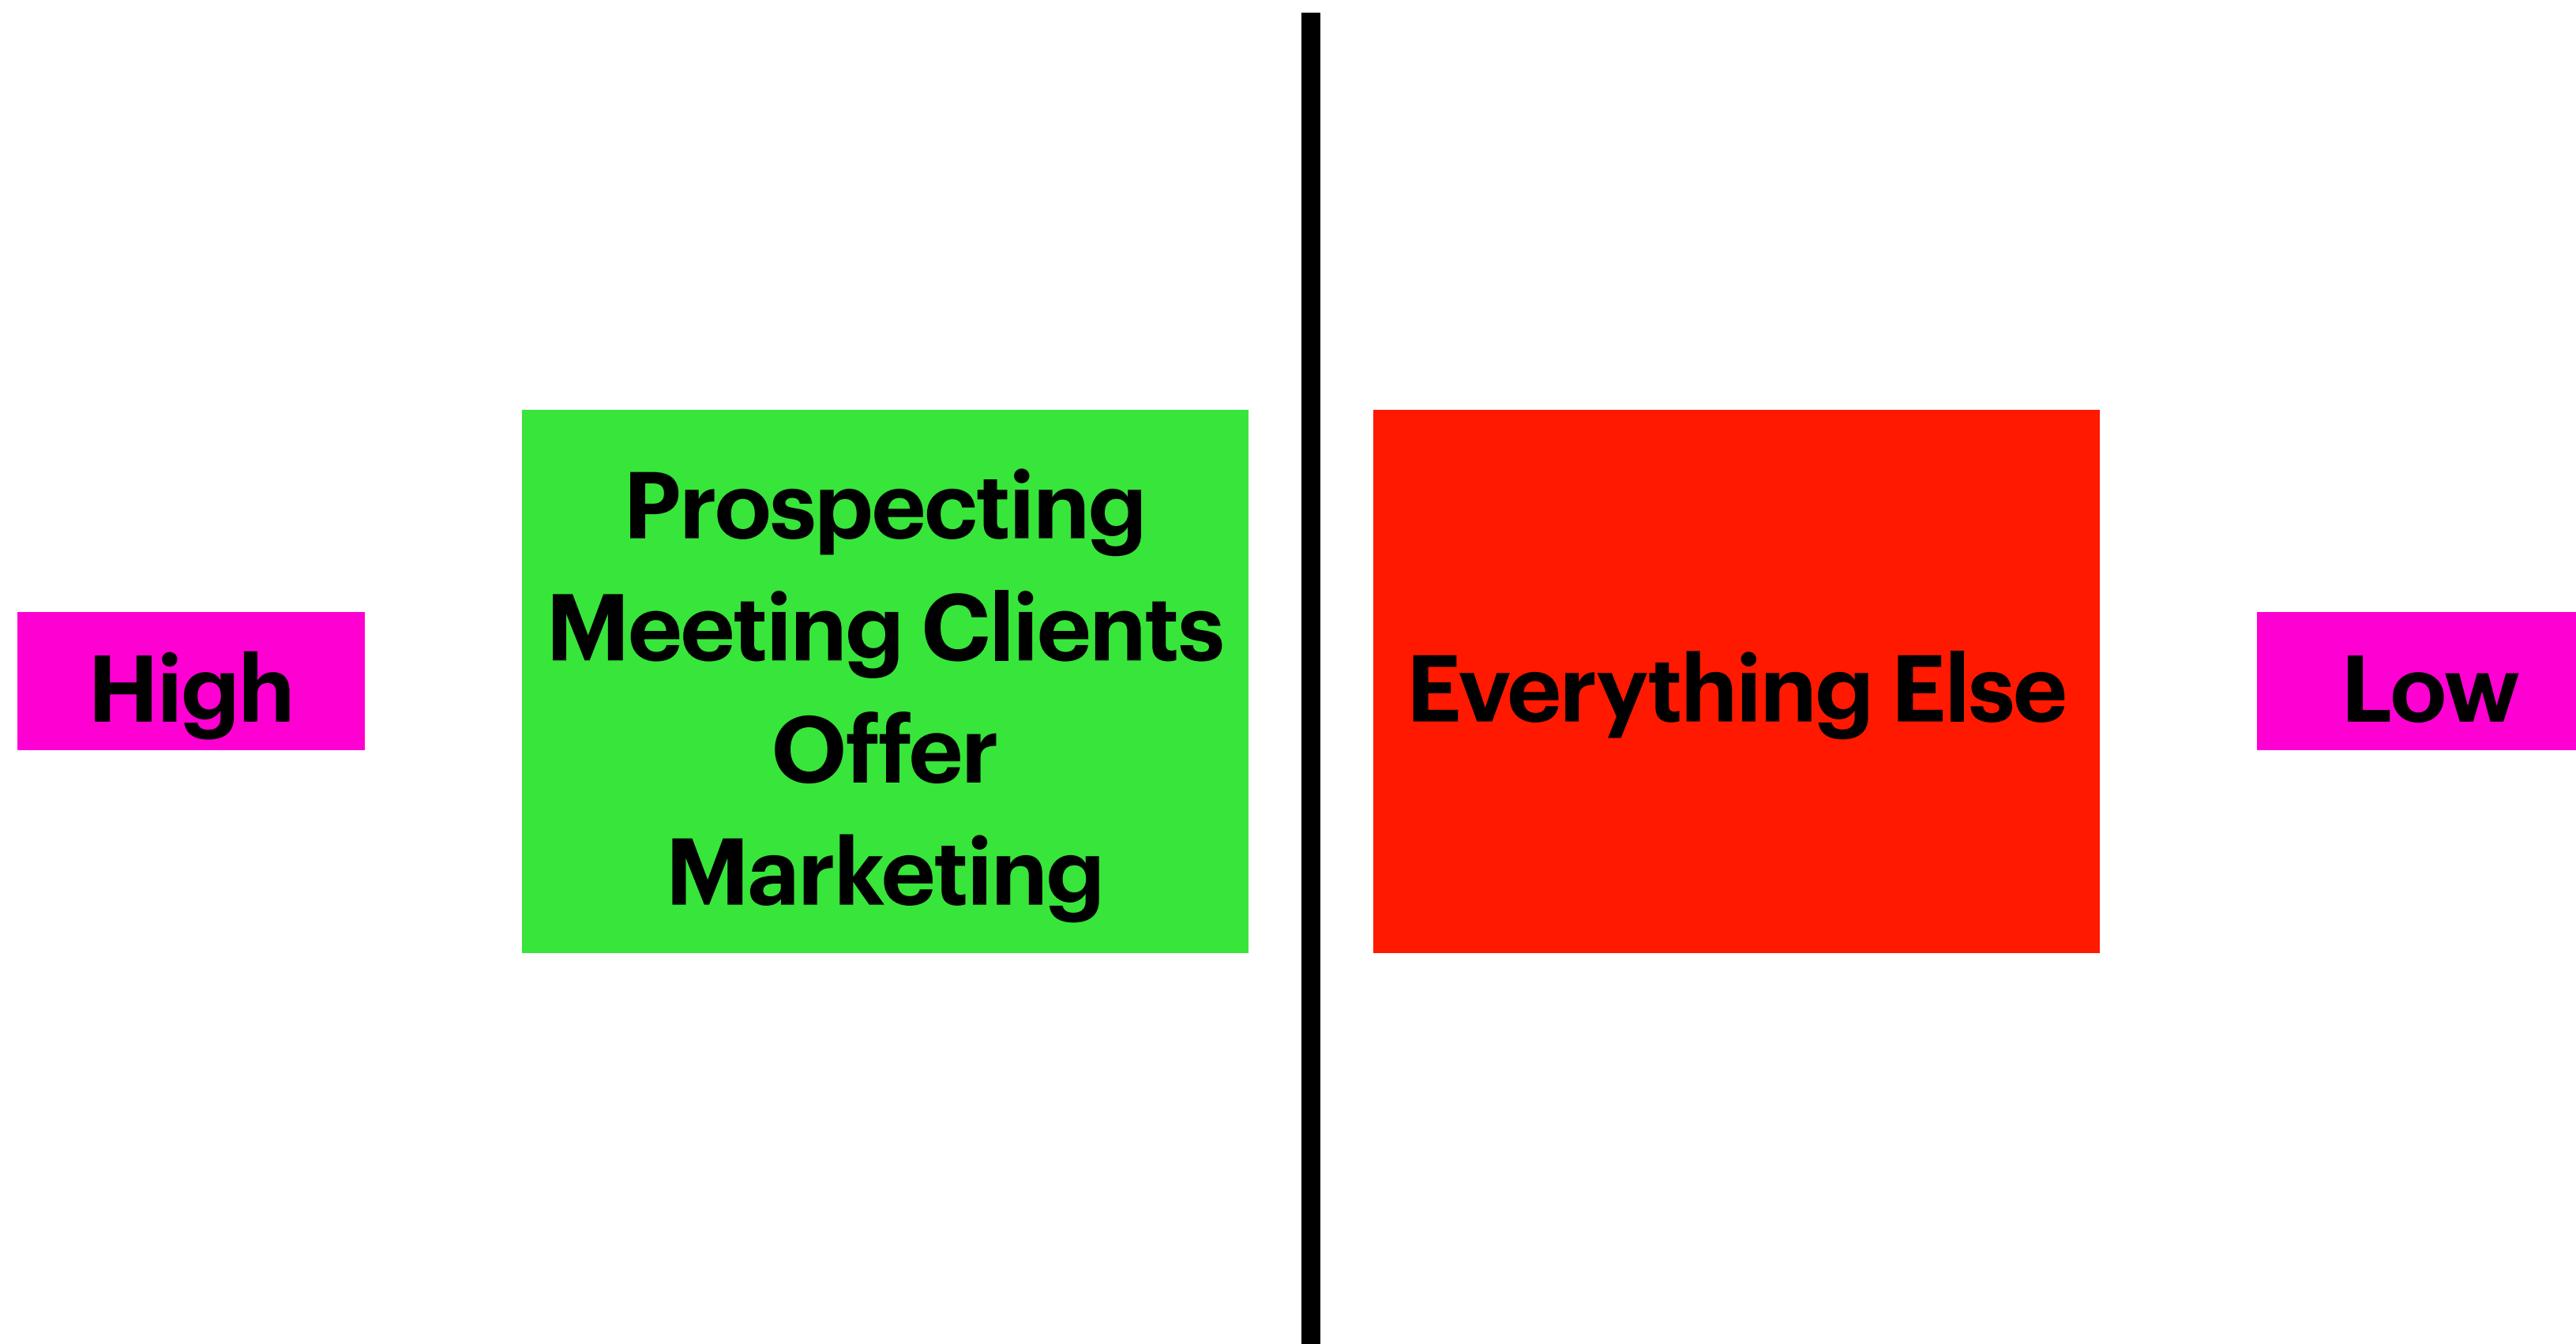 High
Prospecting
Meeting Clients
Offer
Marketing
Everything Else
Low